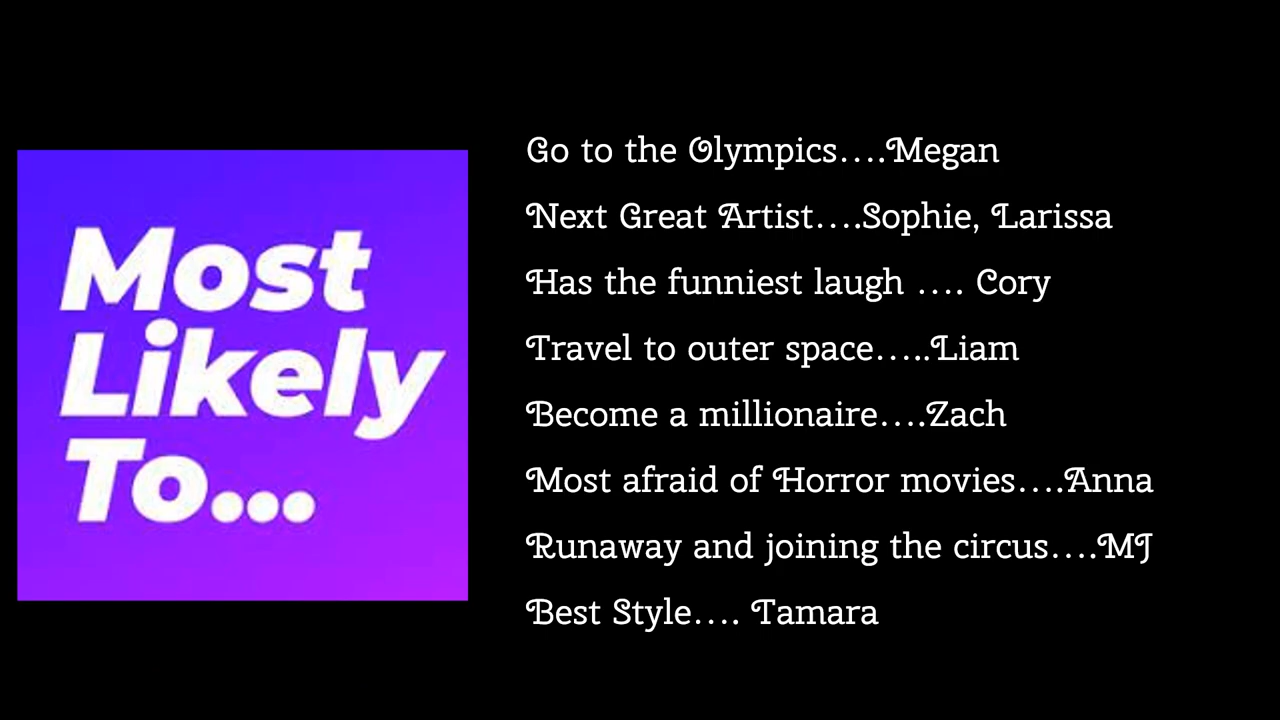 Most
Likely
To...
Go to the Olympics....Megan
Next Great Artist....Sophie, Larissa
Has the funniest laugh .... Cory
Travel to outer space.....Liam
Become a millionaire....Zach
Most afraid of Horror movies....Anna
Runaway and joining the circus....MJ
Best Style.... Tamara